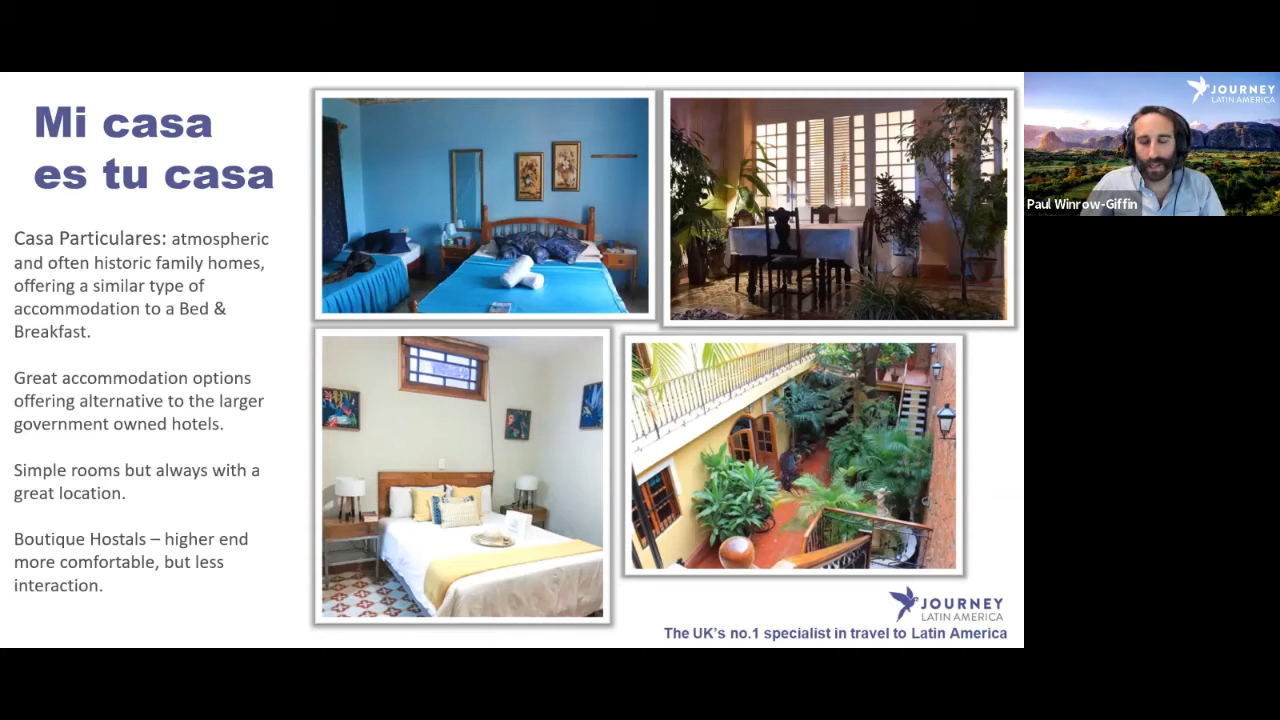 Mi casa
es tu casa
Casa Particulares: atmospheric
and often historic family homes,
offering a similar type of
accommodation to a Bed &
Breakfast.
Great accommodation options
offering alternative to the larger
government owned hotels.
Simple rooms but always with a
great location.
Boutique Hostals – higher end
more comfortable, but less
interaction.
JOURNEY
LATIN AMERICA
The UK's no.1 specialist in travel to Latin America
JOURNEY
LATIN AMERICA
Paul Winrow-Giffin